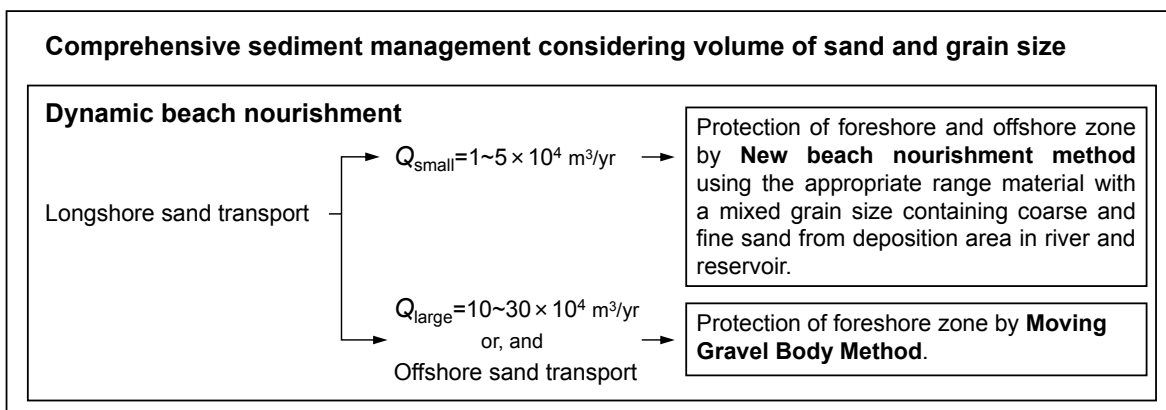 Comprehensive sediment management considering volume of sand and grain size
Dynamic beach nourishment
Longshore sand transport
Qsmall=1~5 × 10⁴ m³/yr
Protection of foreshore and offshore zone
by New beach nourishment method
using the appropriate range material with
a mixed grain size containing coarse and
fine sand from deposition area in river and
reservoir.
Qlarge=10~30 × 10⁴ m³/yr
or, and
Offshore sand transport
Protection of foreshore zone by Moving
Gravel Body Method.